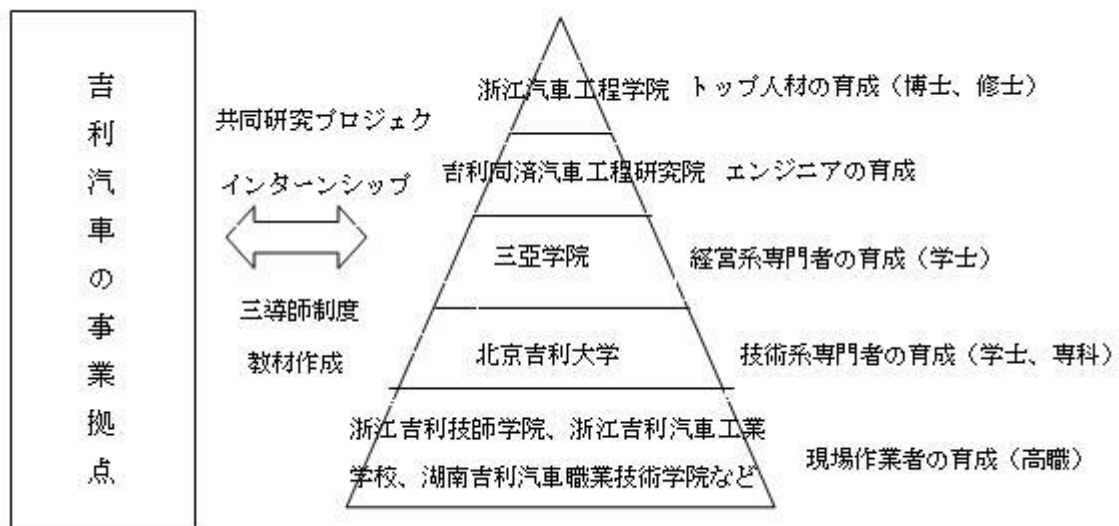 吉利汽車の事業拠点
共同研究プロジェク
インターンシップ
三導師制度
教材作成
浙江汽車工程学院 トップ人材の育成（博士、修士）
吉利同済汽車工程研究院 エンジニアの育成
三亞学院 経営系専門者の育成（学士）
北京吉利大学 技術系専門者の育成（学士、専科）
浙江吉利技師学院、浙江吉利汽車工業
学校、湖南吉利汽車職業技術学院など
現場作業者の育成（高職）